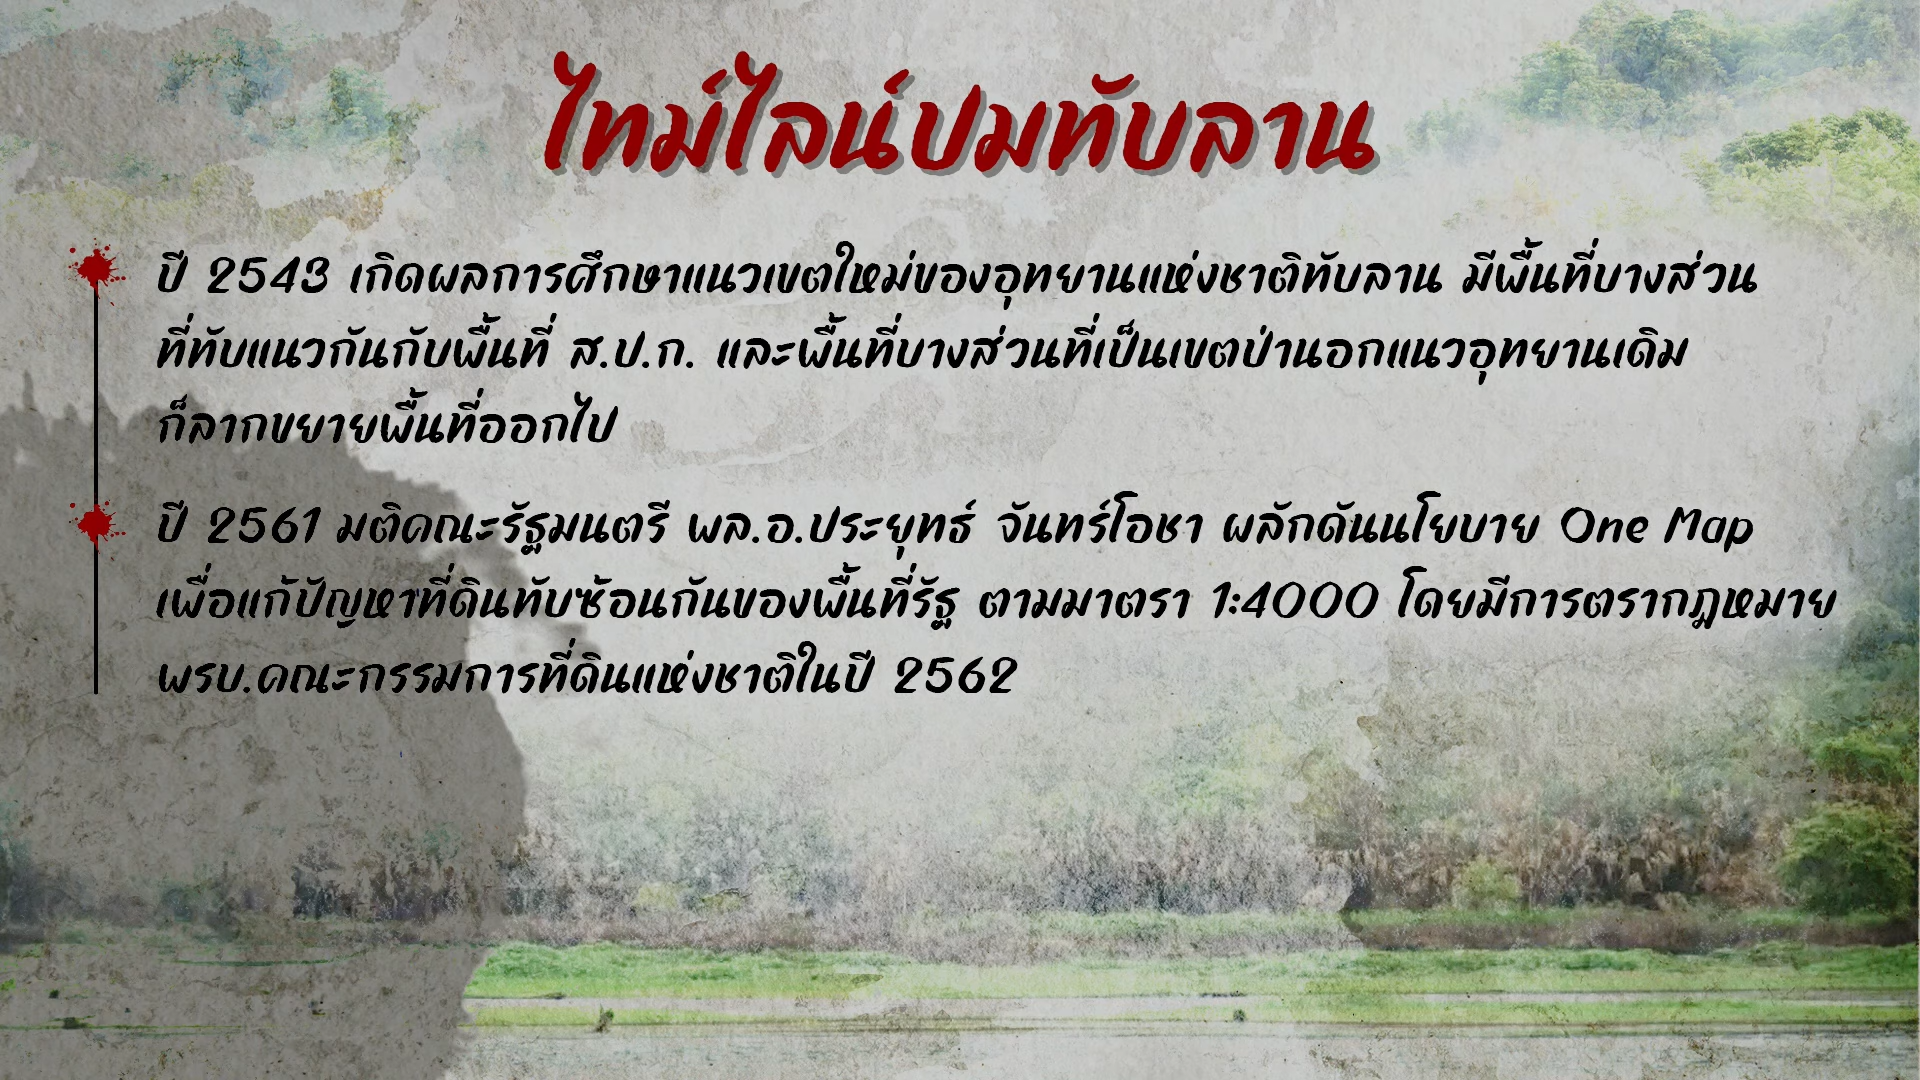 ไทม์ไลน์ปมทับลาน
ปี 2543 เกิดผลการศึกษาแนวเขตใหม่ของอุทยานแห่งชาติทับลาน มีพื้นที่บางส่วน
ที่ทับแนวกันกับพื้นที่ ส.ป.ก. และพื้นที่บางส่วนที่เป็นเขตป่านอกแนวอุทยานเดิม
ก็ลากขยายพื้นที่ออกไป
ปี 2561 มติคณะรัฐมนตรี พล.อ.ประยุทธ์ จันทร์โอชา ผลักดันนโยบาย One Map
เพื่อแก้ปัญหาที่ดินทับซ้อนกันของพื้นที่รัฐ ตามมาตรา 1:4000 โดยมีการตรากฎหมาย
พรบ.คณะกรรมการที่ดินแห่งชาติในปี 2562